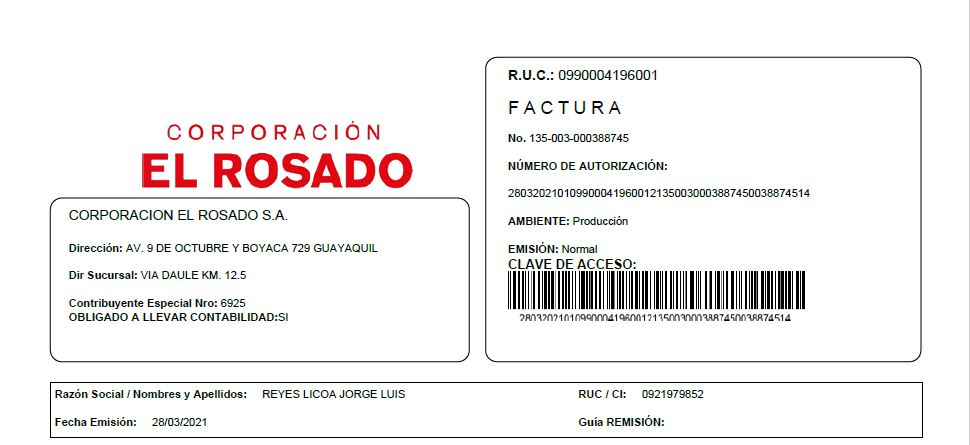 CORPORACIÓN
EL ROSADO
CORPORACION EL ROSADO S.A.
Dirección: AV. 9 DE OCTUBRE Y BOYACA 729 GUAYAQUIL
Dir Sucursal: VIA DAULE KM. 12.5
Contribuyente Especial Nro: 6925
OBLIGADO A LLEVAR CONTABILIDAD:SI
R.U.C.: 0990004196001
FACTURA
No. 135-003-000388745
NÚMERO DE AUTORIZACIÓN:
2803202101099000419600121350030003887450038874514
AMBIENTE: Producción
EMISIÓN: Normal
CLAVE DE ACCESO:
2803202101099000419600121350030003887450038874514
Razón Social / Nombres y Apellidos: REYES LICOA JORGE LUIS RUC / CI: 0921979852
Fecha Emisión: 28/03/2021 Guía REMISIÓN: